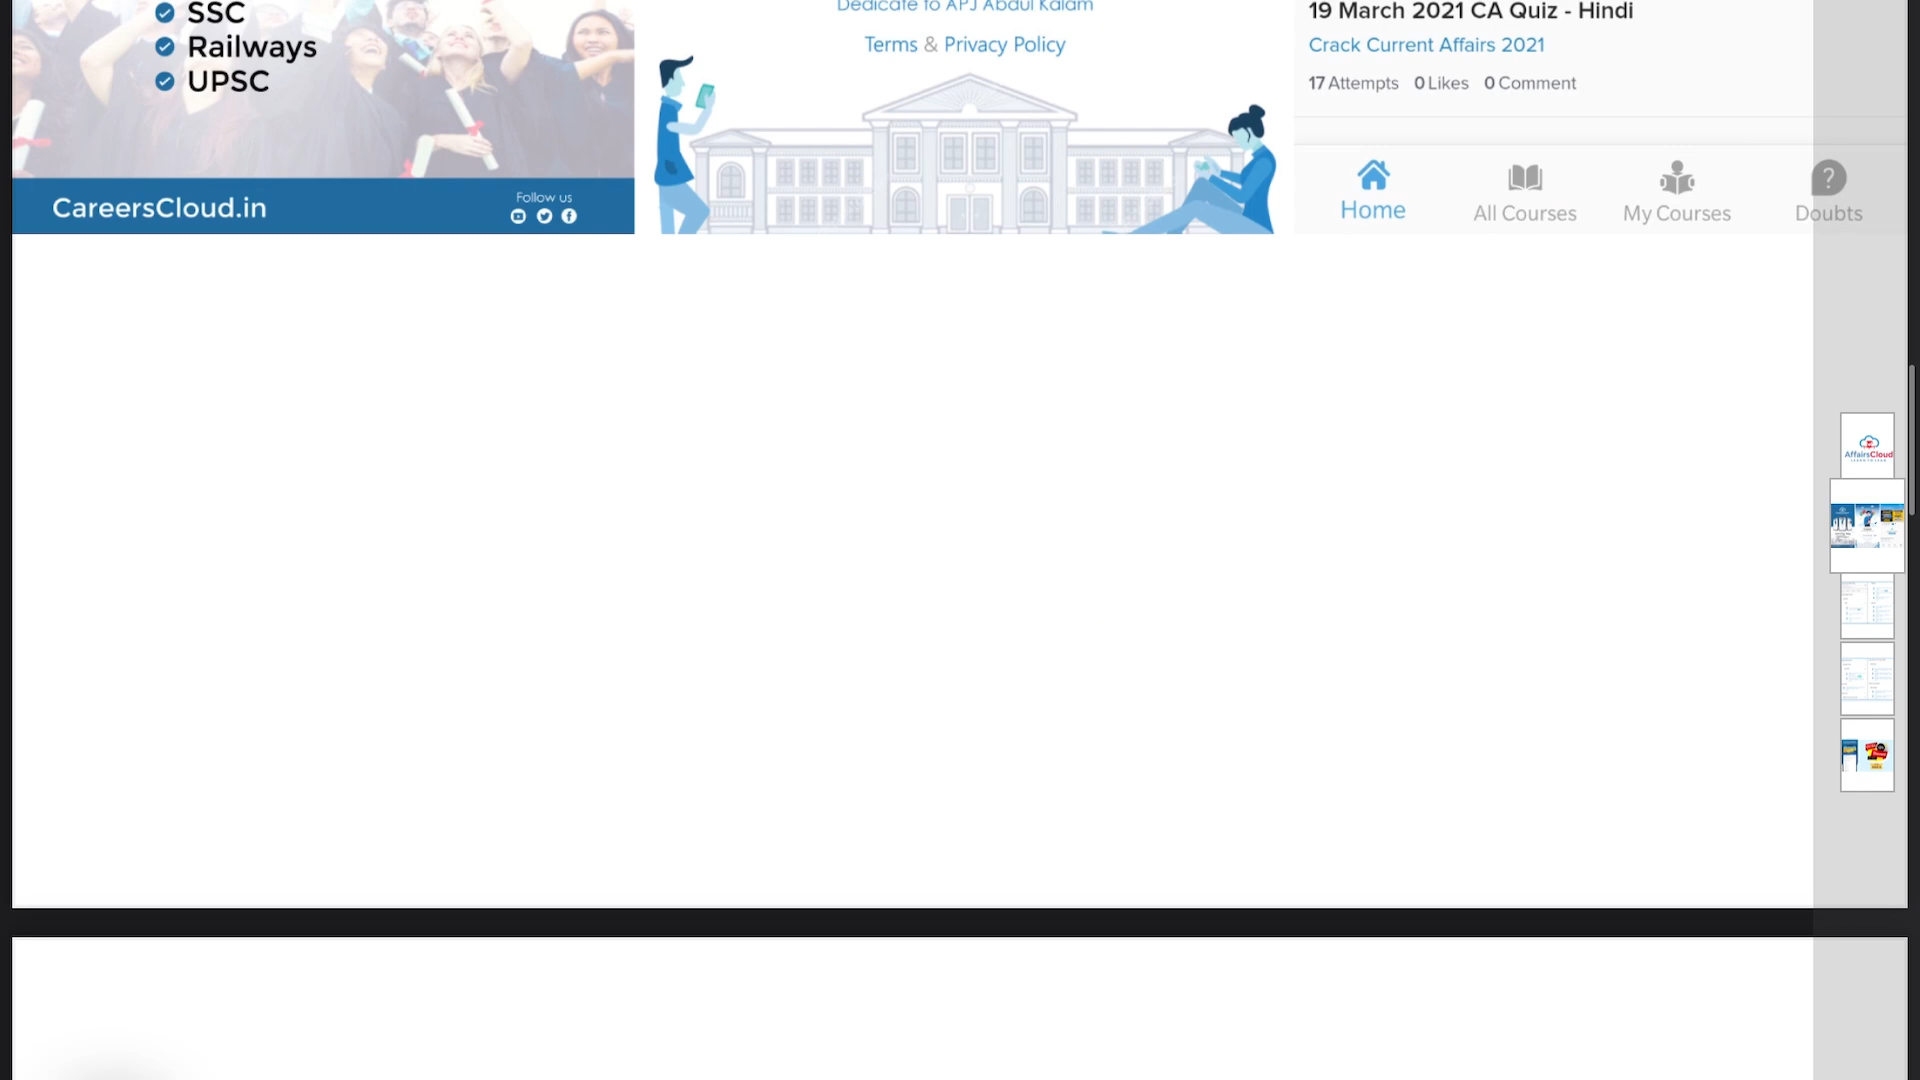 SSC
Railways
UPSC
CareersCloud.in
Follow us
Dedicate to APJ Abdul Kalam
Terms & Privacy Policy
19 March 2021 CA Quiz - Hindi
Crack Current Affairs 2021
17 Attempts 0 Likes 0 Comment
Home
All Courses
My Courses
? Doubts
AffairsCloud